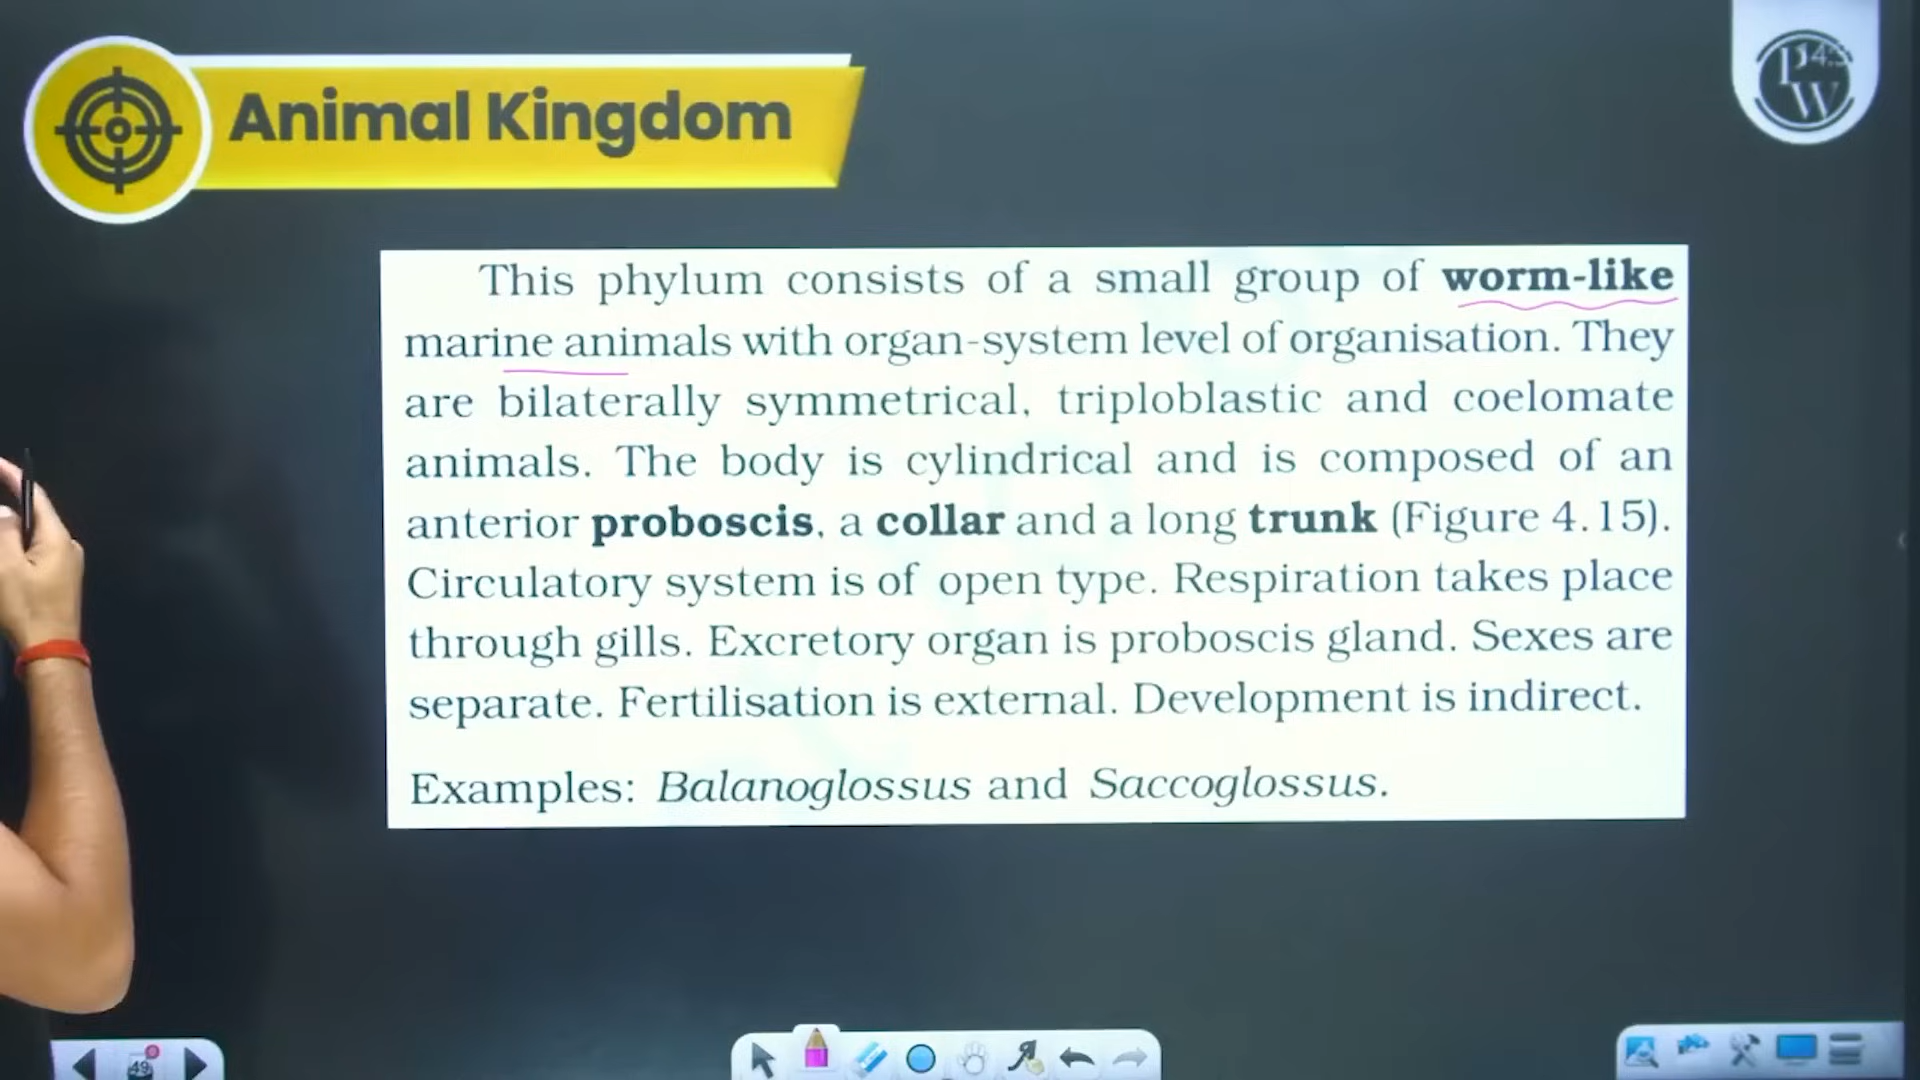 Animal Kingdom
PW
This phylum consists of a small group of worm-like
marine animals with organ-system level of organisation. They
are bilaterally symmetrical, triploblastic and coelomate
animals. The body is cylindrical and is composed of an
anterior proboscis, a collar and a long trunk (Figure 4.15).
Circulatory system is of open type. Respiration takes place
through gills. Excretory organ is proboscis gland. Sexes are
separate. Fertilisation is external. Development is indirect.
Examples: Balanoglossus and Saccoglossus.
49